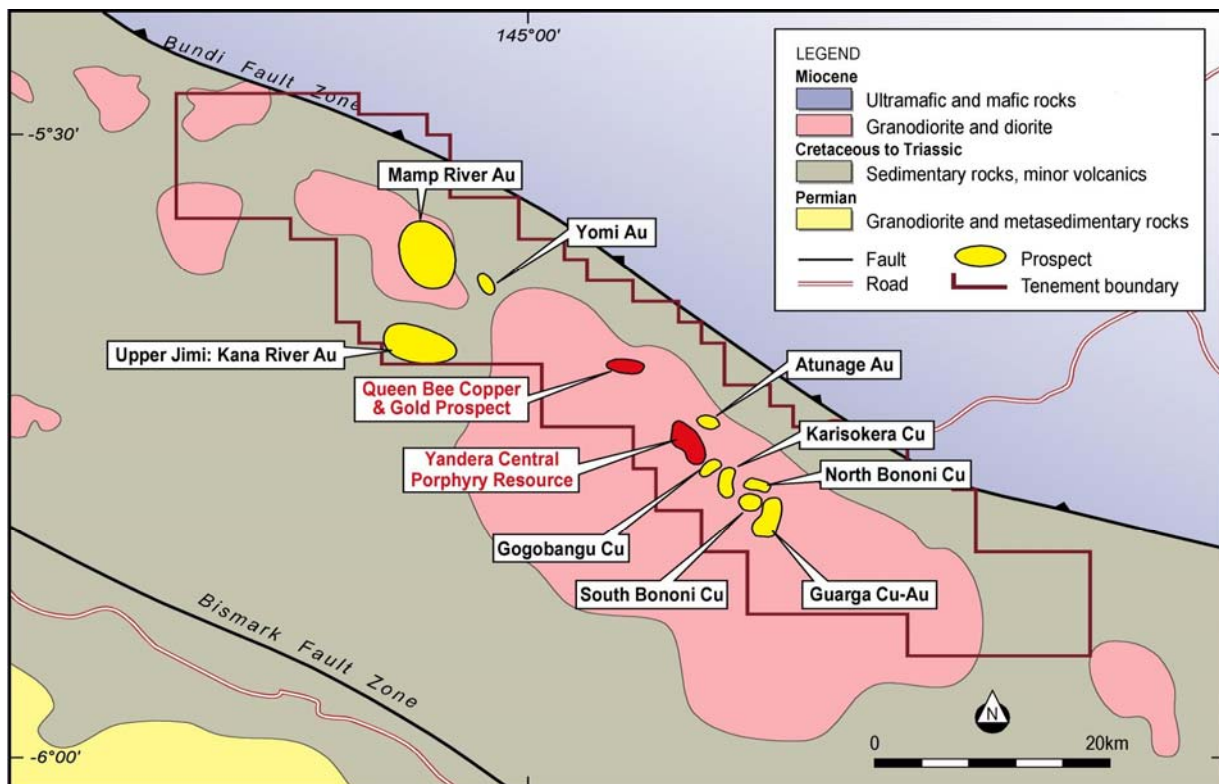 145°00'
Bundi Fault Zone
-5°30'
LEGEND
Miocene
Ultramafic and mafic rocks
Granodiorite and diorite
Cretaceous to Triassic
Sedimentary rocks, minor volcanics
Permian
Granodiorite and metasedimentary rocks
Fault
Prospect
Road
Tenement boundary
Mamp River Au
Yomi Au
Upper Jimi: Kana River Au
Queen Bee Copper
& Gold Prospect
Atunage Au
Karisokera Cu
Yandera Central
Porphyry Resource
North Bononi Cu
Gogobangu Cu
South Bononi Cu
Guarga Cu-Au
Bismark Fault Zone
N
0
20km
-6°00'